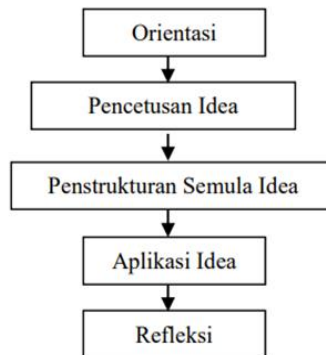 Orientasi
Pencetusan Idea
Penstrukturan Semula Idea
Aplikasi Idea
Refleksi